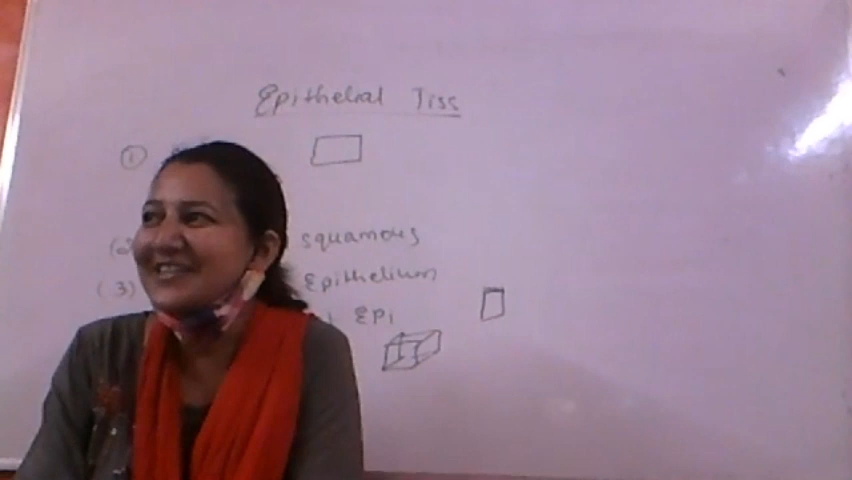 Epithelial Tiss
①
squamous
(3) Epithelium
Epi